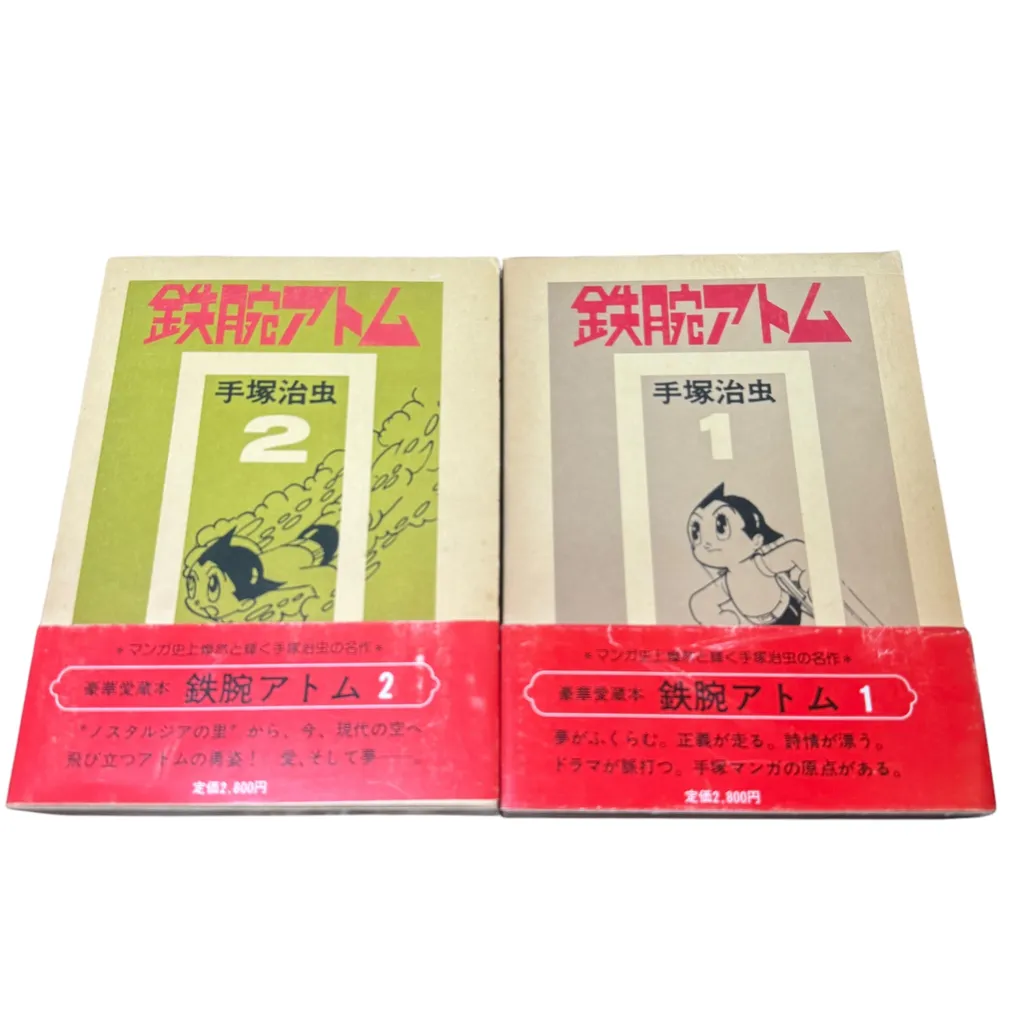 鉄腕アトム
手塚治虫
2
*マンガ史上燦然と輝く手塚治虫の名作*
豪華愛蔵本 鉄腕アトム 2
"ノスタルジアの里"から、今、現代の空へ
飛び立つアトムの勇姿! 愛、そして夢──。
定価2,800円
鉄腕アトム
手塚治虫
1
*マンガ史上燦然と輝く手塚治虫の名作*
豪華愛蔵本 鉄腕アトム 1
夢がふくらむ。正義が走る。詩情が漂う。
ドラマが脈打つ。手塚マンガの原点がある。
定価2,800円